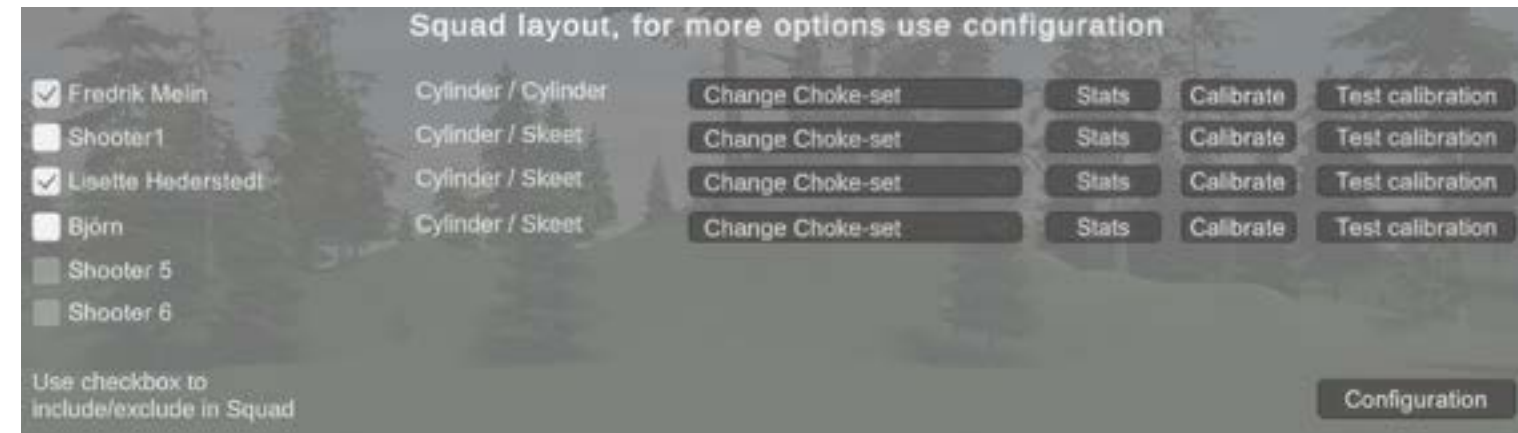 Squad layout, for more options use configuration
Fredrik Melin Cylinder / Cylinder Change Choke-set Stats Calibrate Test calibration
Shooter1 Cylinder / Skeet Change Choke-set Stats Calibrate Test calibration
Lisette Hederstedt Cylinder / Skeet Change Choke-set Stats Calibrate Test calibration
Björn Cylinder / Skeet Change Choke-set Stats Calibrate Test calibration
Shooter 5
Shooter 6
Use checkbox to
include/exclude in Squad
Configuration